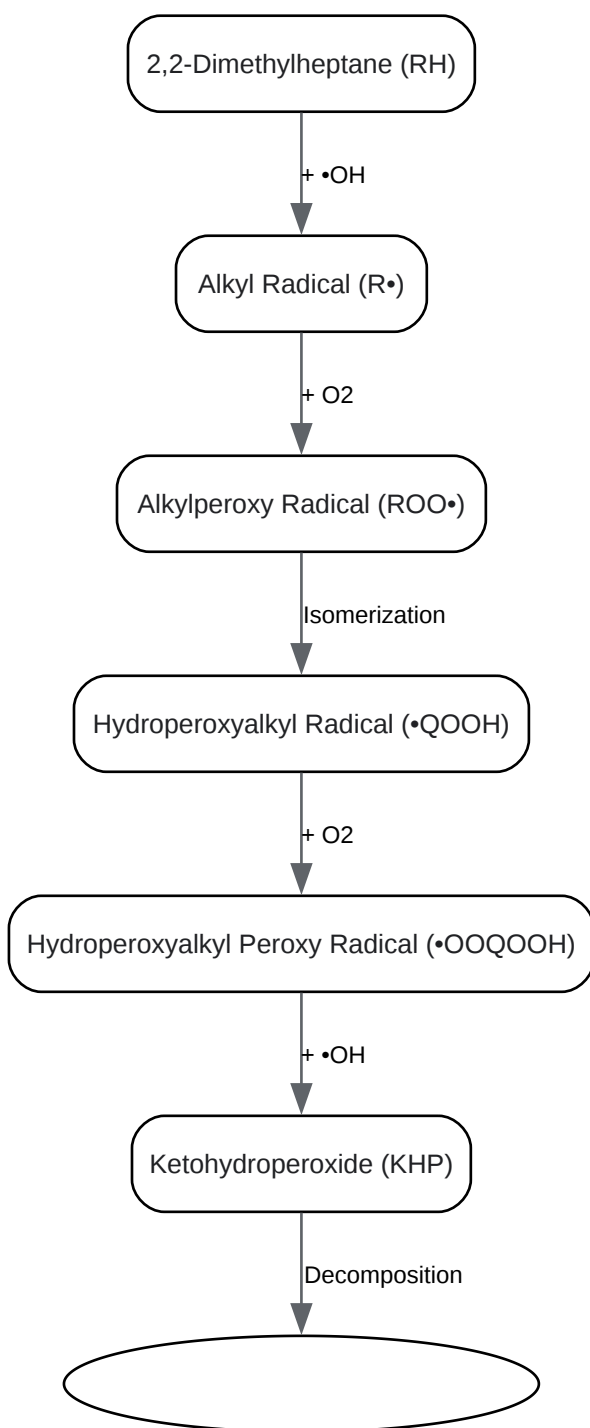 2,2-Dimethylheptane (RH)
+ •OH
Alkyl Radical (R•)
+ O2
Alkylperoxy Radical (ROO•)
Isomerization
Hydroperoxyalkyl Radical (•QOOH)
+ O2
Hydroperoxyalkyl Peroxy Radical (•OOQOOH)
+ •OH
Ketohydroperoxide (KHP)
Decomposition